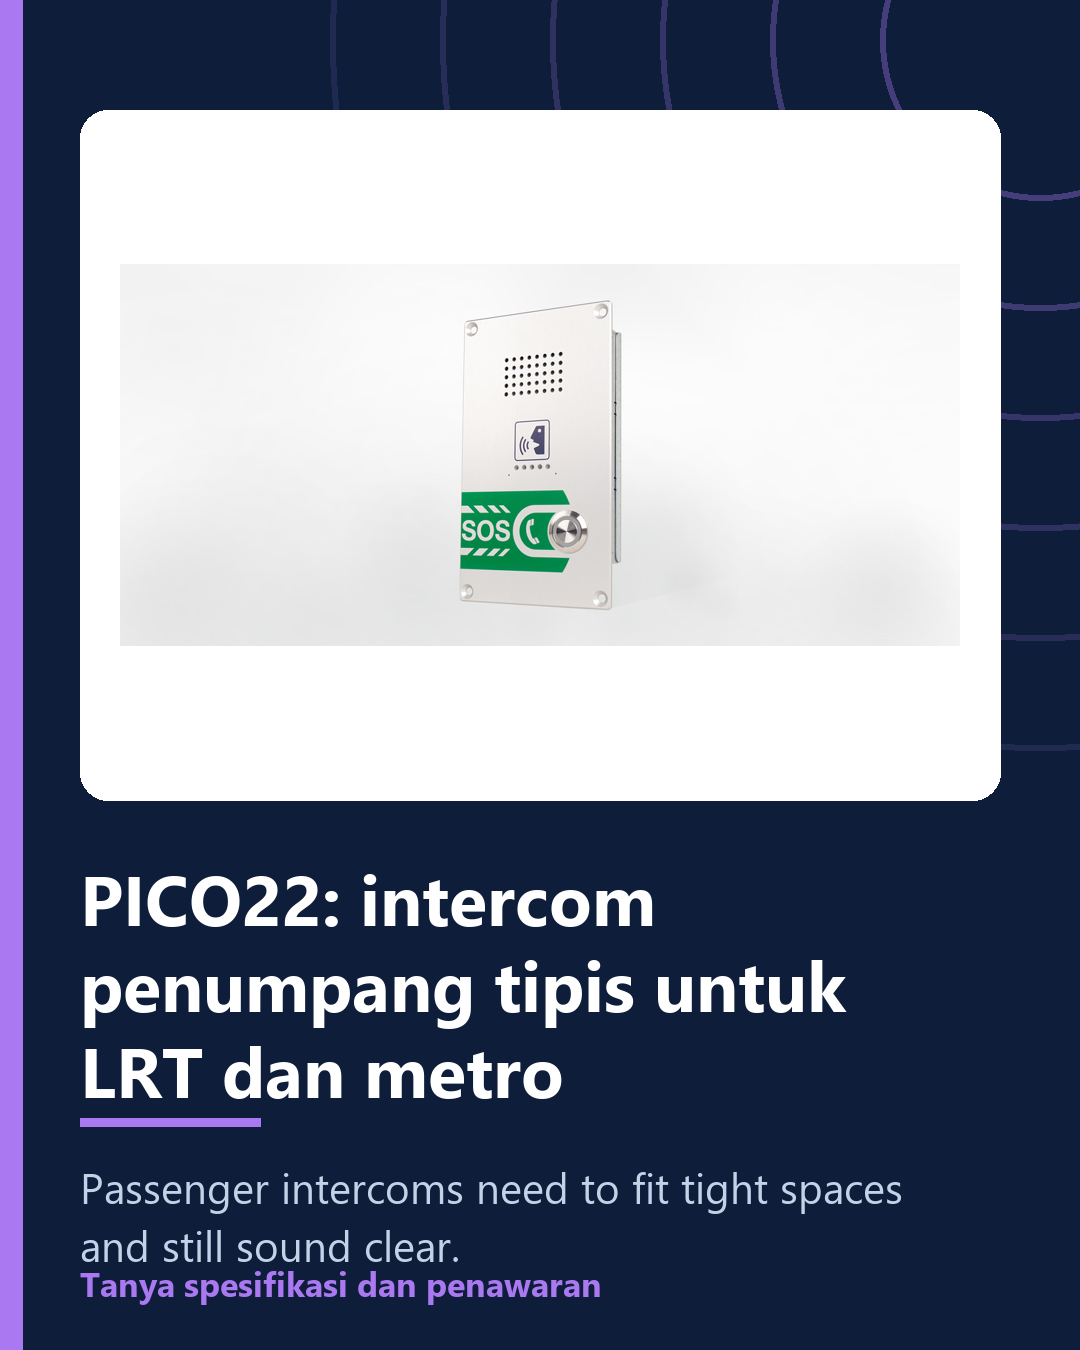 SOS
PICO22: intercom
penumpang tipis untuk
LRT dan metro
Passenger intercoms need to fit tight spaces
and still sound clear.
Tanya spesifikasi dan penawaran